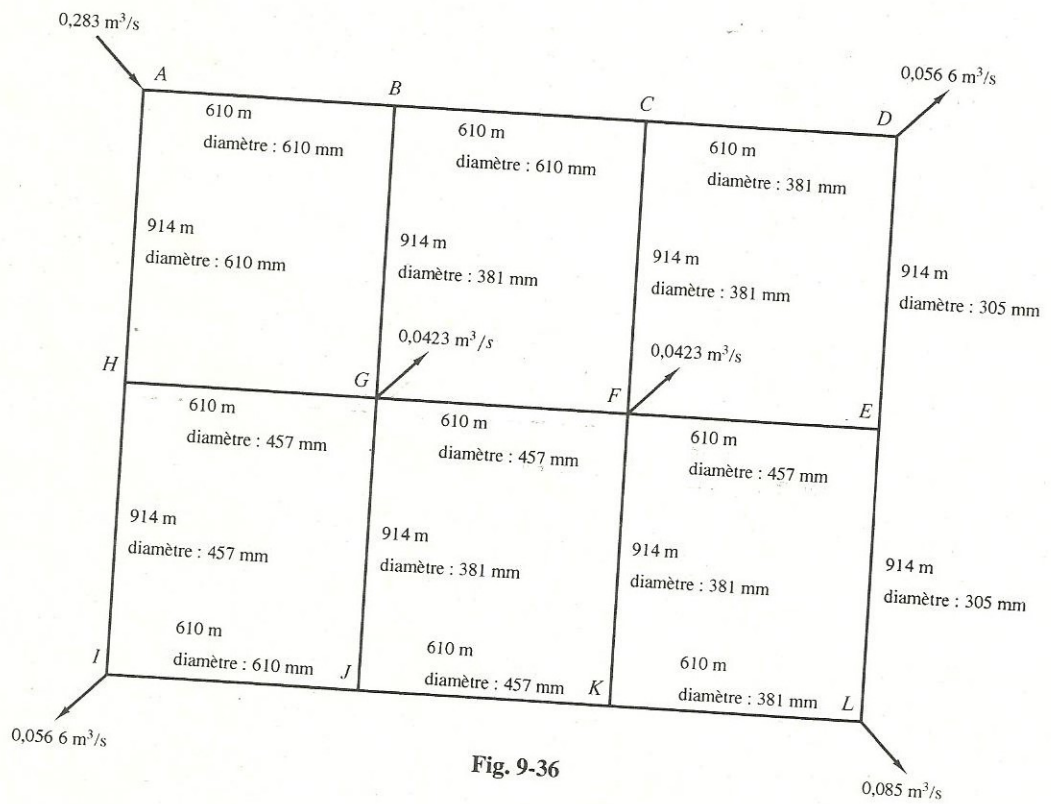 0,283 m³/s
A
B
C
D
0,056 6 m³/s
610 m
diamètre : 610 mm
610 m
diamètre : 610 mm
610 m
diamètre : 381 mm
914 m
diamètre : 610 mm
914 m
diamètre : 381 mm
914 m
diamètre : 381 mm
914 m
diamètre : 305 mm
0,0423 m³/s
0,0423 m³/s
H
G
F
E
610 m
diamètre : 457 mm
610 m
diamètre : 457 mm
610 m
diamètre : 457 mm
914 m
diamètre : 457 mm
914 m
diamètre : 381 mm
914 m
diamètre : 381 mm
914 m
diamètre : 305 mm
610 m
diamètre : 610 mm
610 m
diamètre : 457 mm
610 m
diamètre : 381 mm
I
J
K
L
0,056 6 m³/s
0,085 m³/s
Fig. 9-36